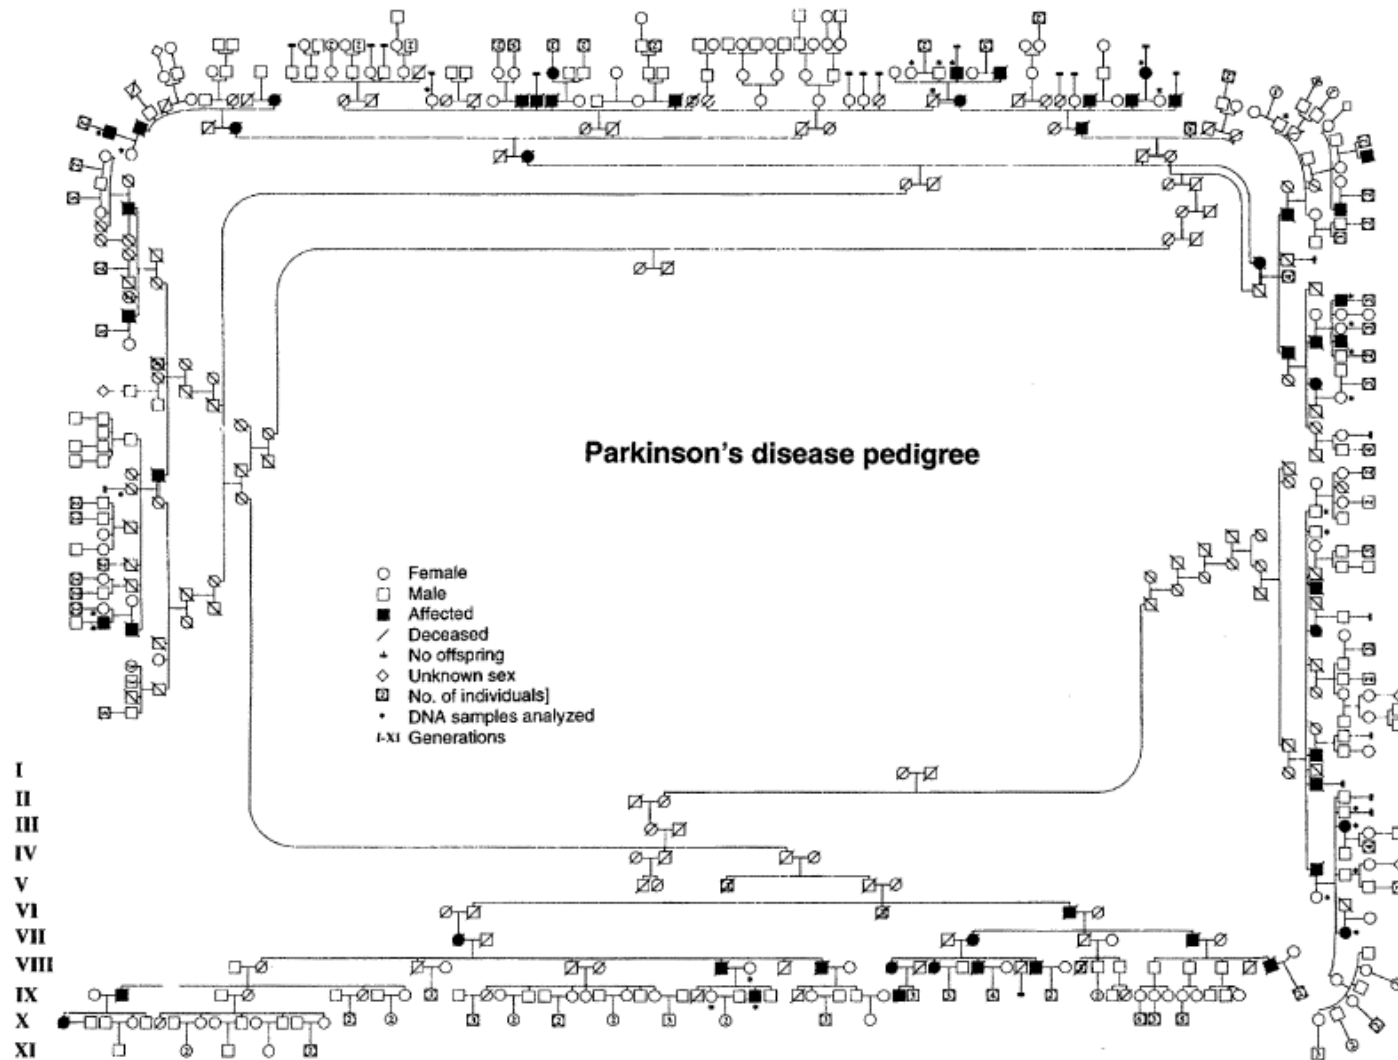 Parkinson's disease pedigree
Female
Male
Affected
Deceased
No offspring
Unknown sex
No. of individuals]
DNA samples analyzed
I-XI Generations
I
II
III
IV
V
VI
VII
VIII
IX
X
XI